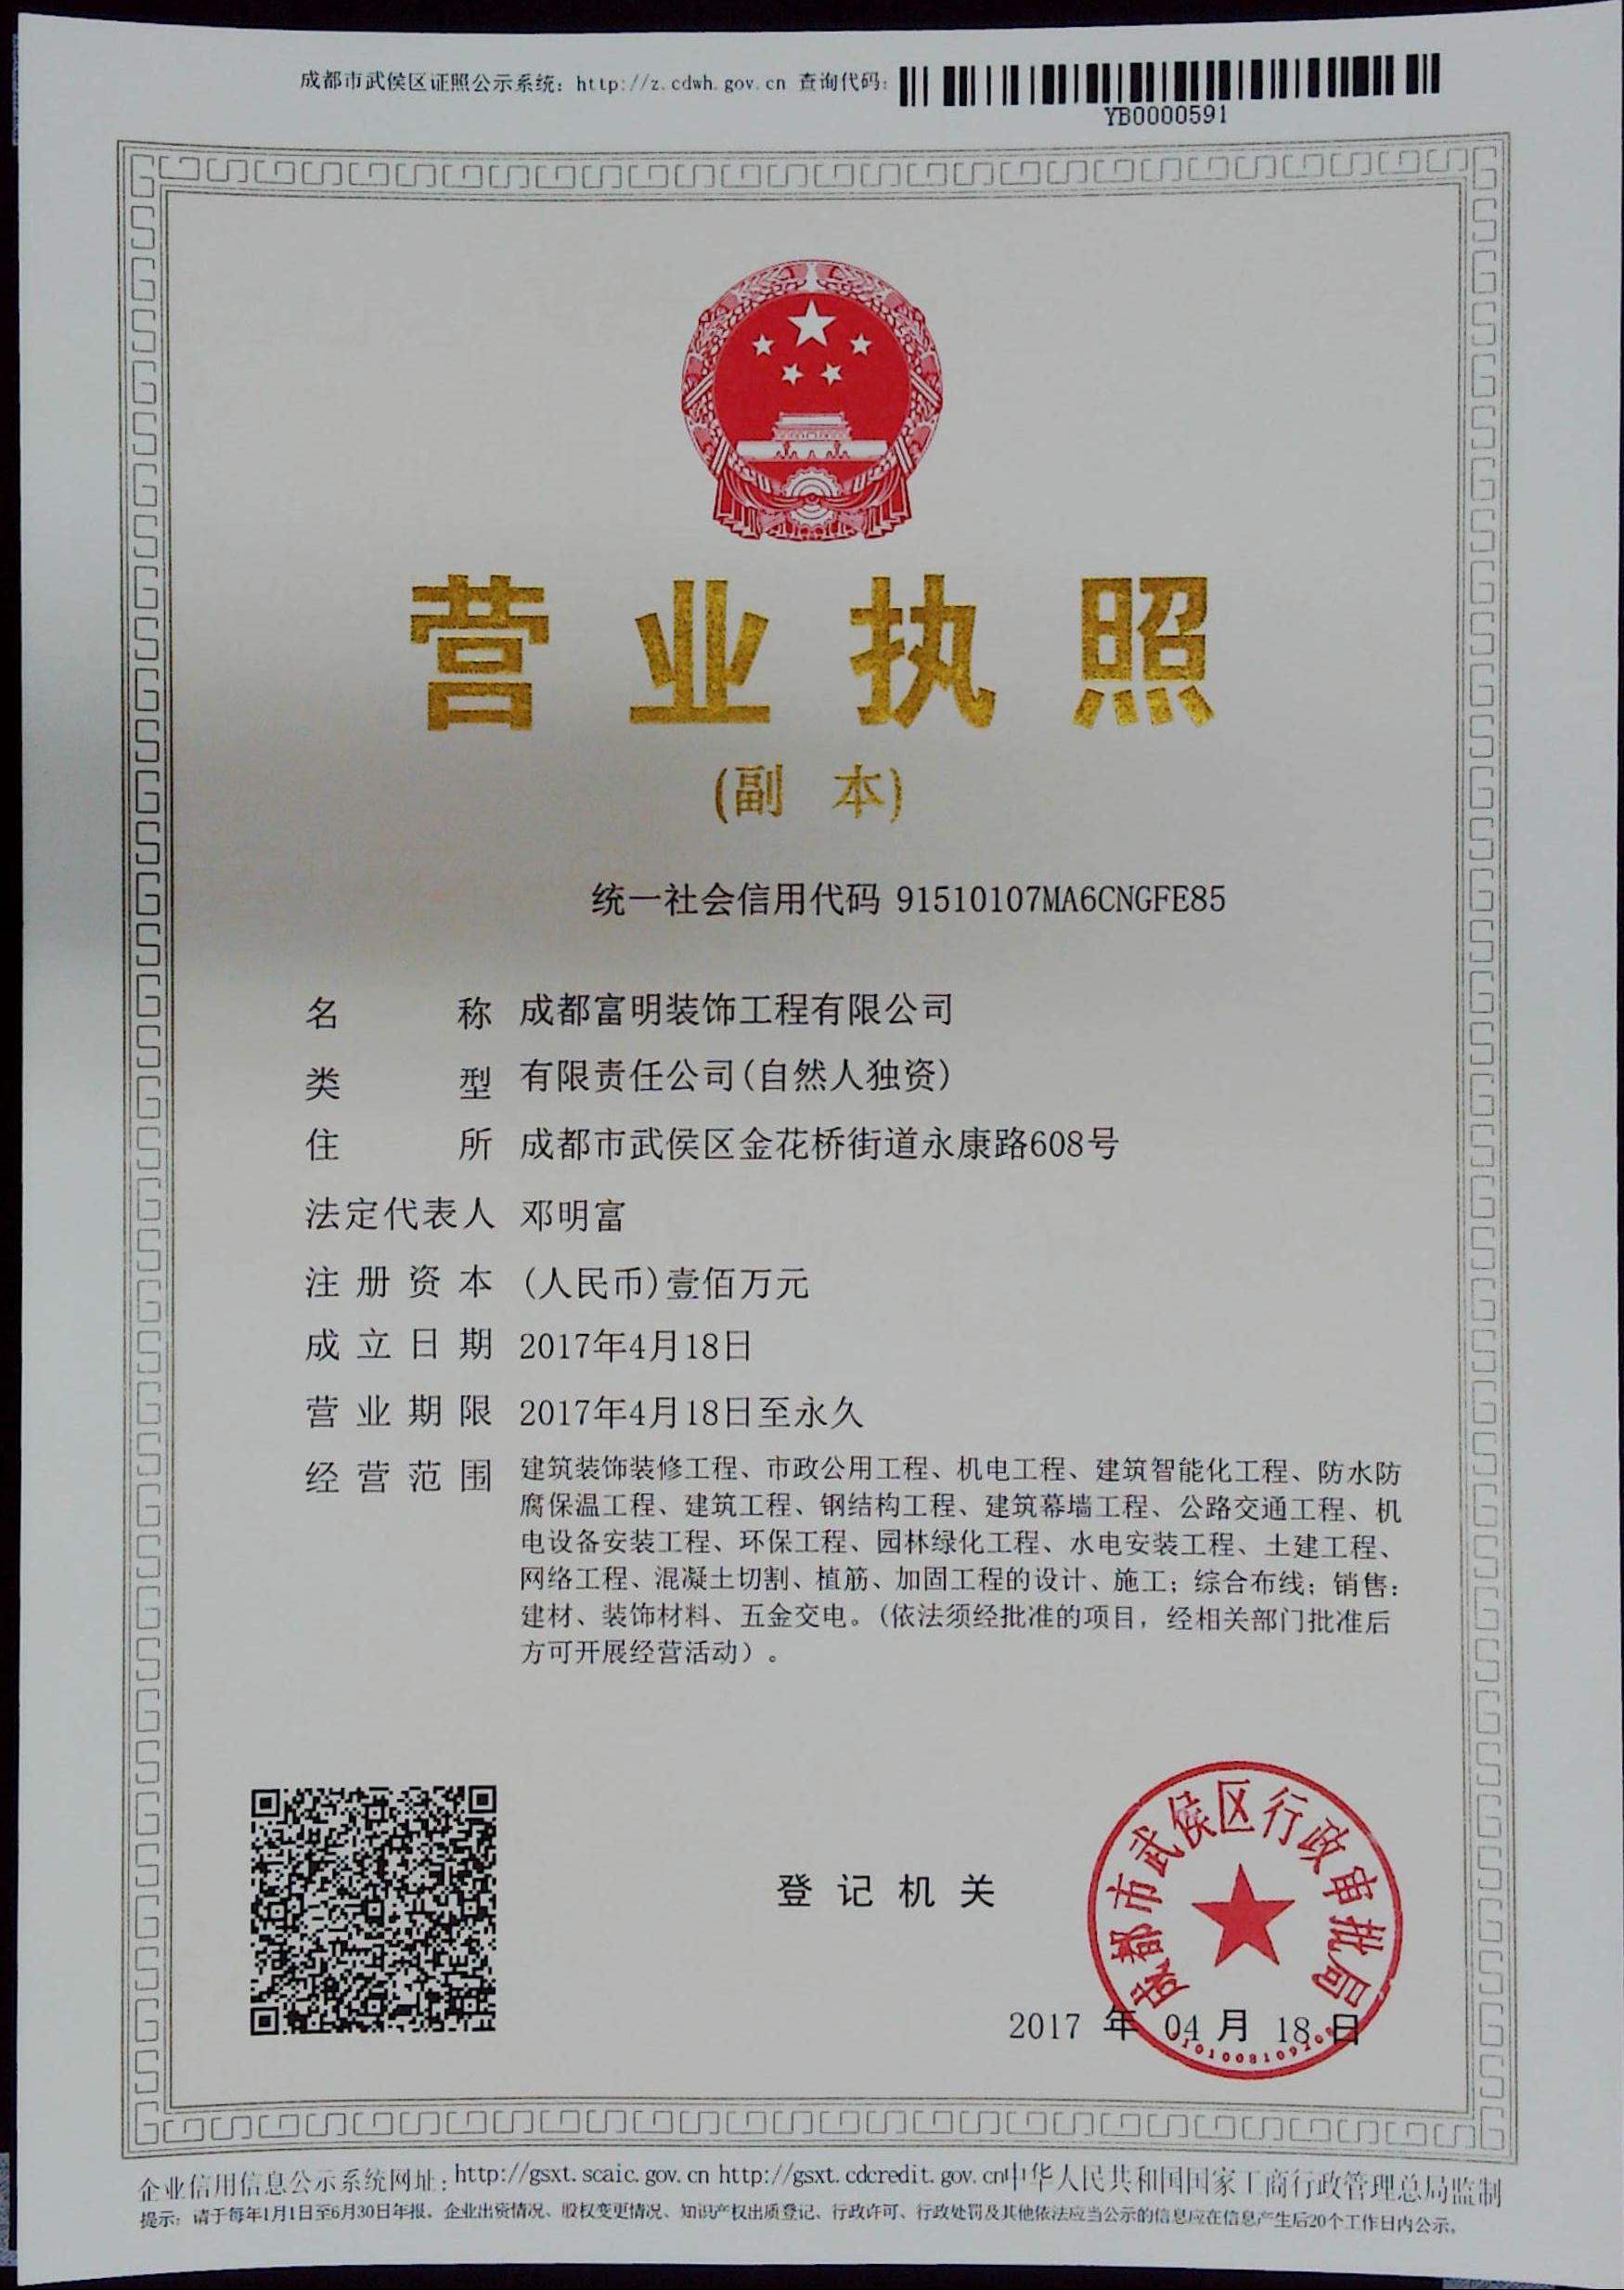 成都市武侯区证照公示系统：http://z.cdwh.gov.cn 查询代码：
YB0000591
营业执照
(副 本)
统一社会信用代码 91510107MA6CNGFE85
名称 成都富明装饰工程有限公司
类型 有限责任公司(自然人独资)
住所 成都市武侯区金花桥街道永康路608号
法定代表人 邓明富
注册资本 (人民币)壹佰万元
成立日期 2017年4月18日
营业期限 2017年4月18日至永久
经营范围 建筑装饰装修工程、市政公用工程、机电工程、建筑智能化工程、防水防
腐保温工程、建筑工程、钢结构工程、建筑幕墙工程、公路交通工程、机
电设备安装工程、环保工程、园林绿化工程、水电安装工程、土建工程、
网络工程、混凝土切割、植筋、加固工程的设计、施工；综合布线；销售：
建材、装饰材料、五金交电。(依法须经批准的项目，经相关部门批准后
方可开展经营活动）。
成都市武侯区行政审批局
登记机关
2017 年 04 月 18 日
企业信用信息公示系统网址：http://gsxt.scaic.gov.cn http://gsxt.cdcredit.gov.cn中华人民共和国国家工商行政管理总局监制
提示：请于每年1月1日至6月30日年报。企业出资情况、股权变更情况、知识产权出质登记、行政许可、行政处罚及其他依法应当公示的信息应在信息产生后20个工作日内公示。